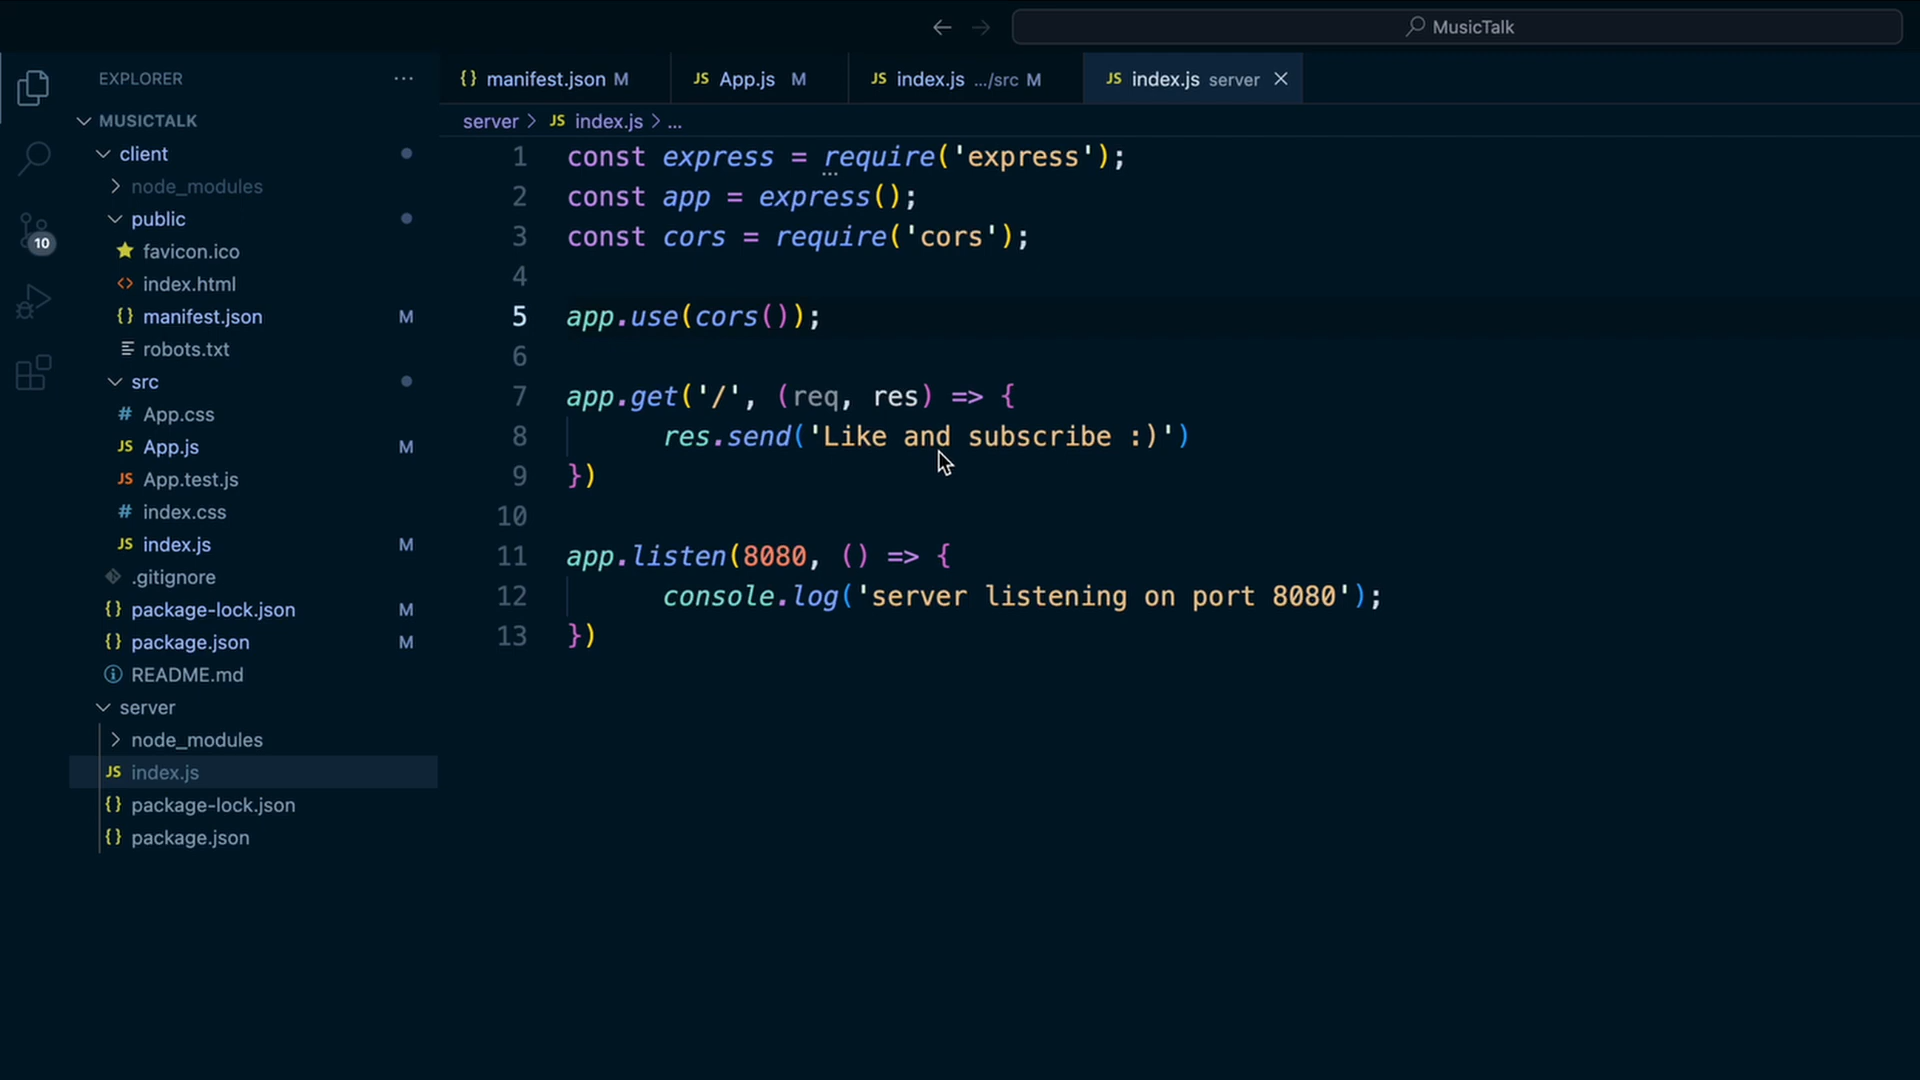 MusicTalk
EXPLORER
manifest.json M
JS App.js M
JS index.js .../src M
JS index.js server
MUSICTALK
server > JS index.js > ...
client
node_modules
public
favicon.ico
index.html
manifest.json M
robots.txt
src
# App.css
JS App.js M
JS App.test.js
# index.css
JS index.js M
.gitignore
{} package-lock.json M
{} package.json M
README.md
server
node_modules
JS index.js
{} package-lock.json
{} package.json
10
1 const express = require('express');
2 const app = express();
3 const cors = require('cors');
4
5 app.use(cors());
6
7 app.get('/', (req, res) => {
8 res.send('Like and subscribe :)')
9 })
10
11 app.listen(8080, () => {
12 console.log('server listening on port 8080');
13 })